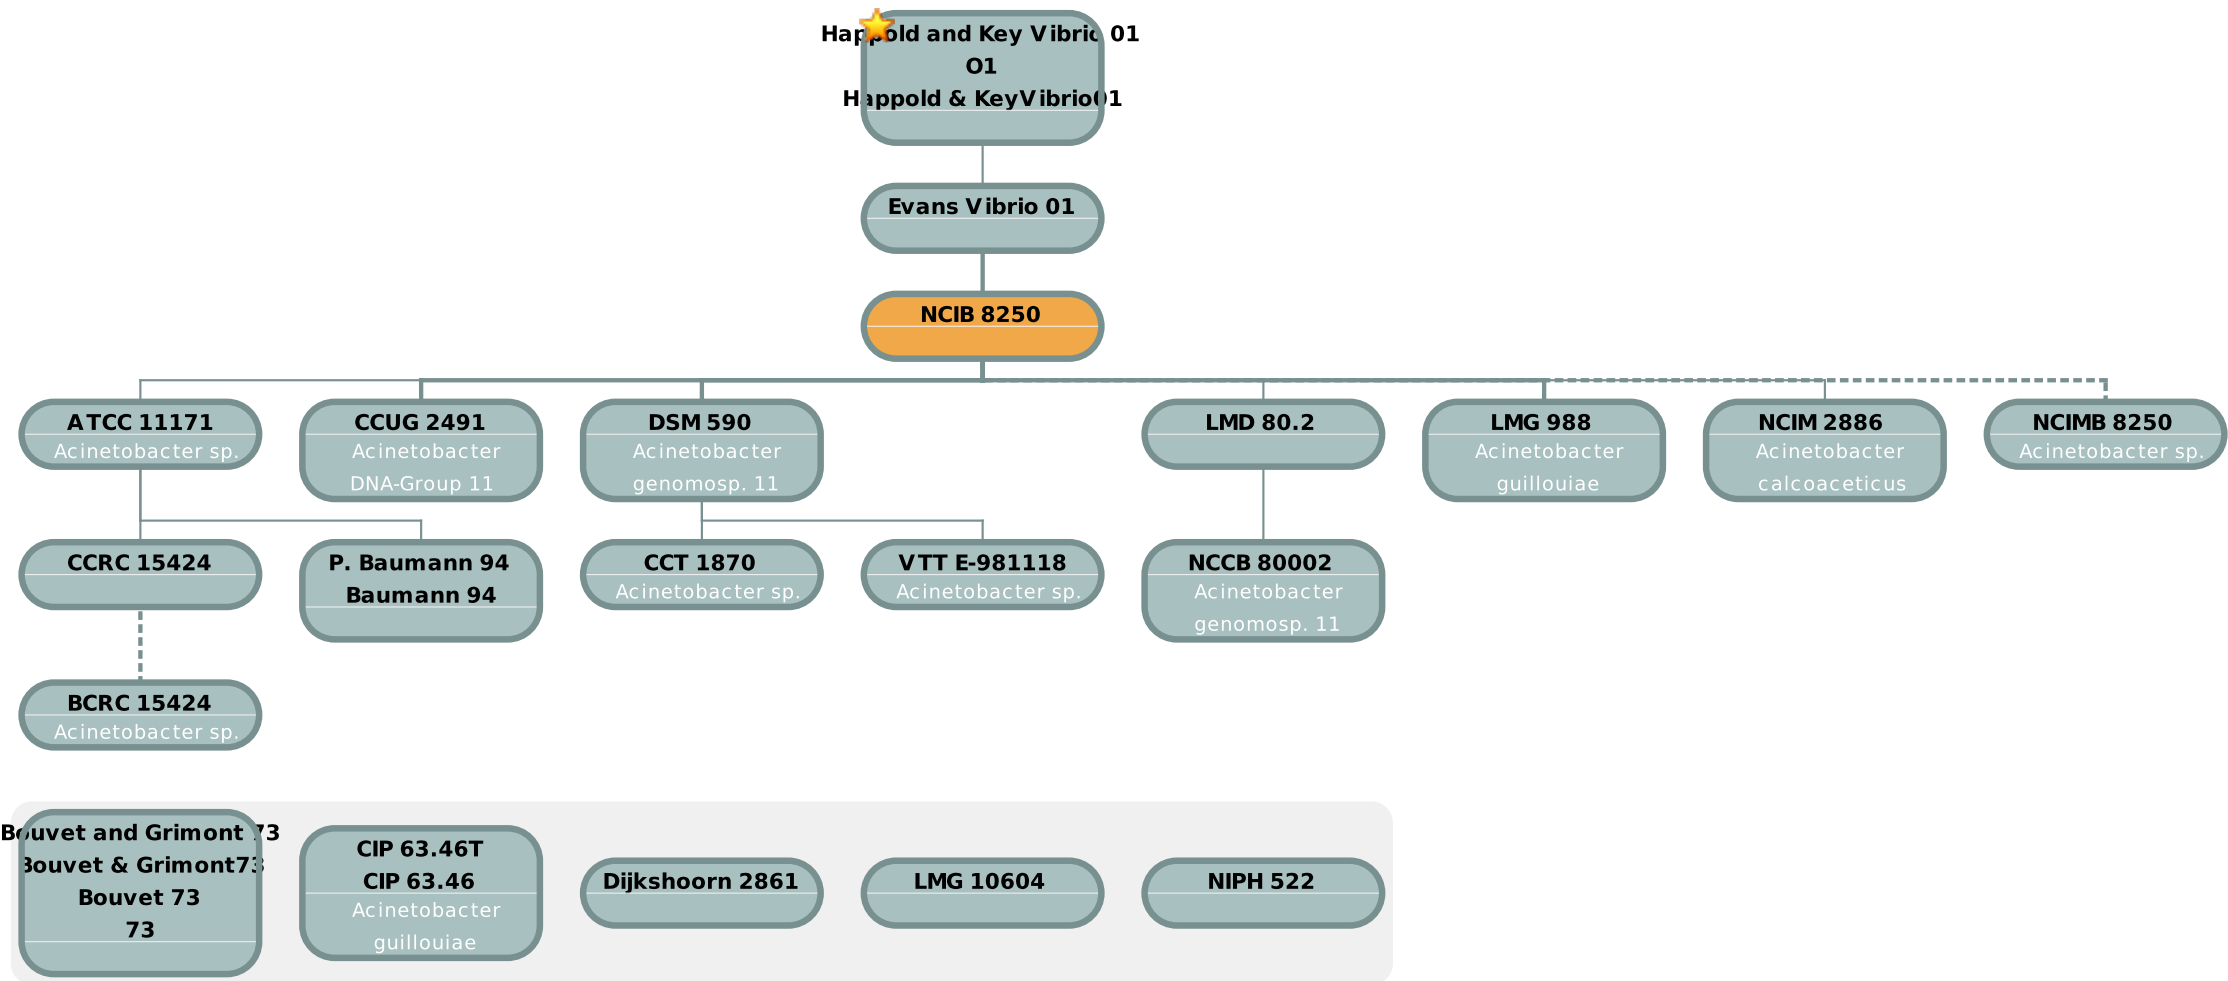 Happold and Key Vibrio 01
O1
Happold & KeyVibrio01
Evans Vibrio 01
NCIB 8250
ATCC 11171
Acinetobacter sp.
CCUG 2491
Acinetobacter
DNA-Group 11
DSM 590
Acinetobacter
genomosp. 11
LMD 80.2
LMG 988
Acinetobacter
guillouiae
NCIM 2886
Acinetobacter
calcoaceticus
NCIMB 8250
Acinetobacter sp.
CCRC 15424
P. Baumann 94
Baumann 94
CCT 1870
Acinetobacter sp.
VTT E-981118
Acinetobacter sp.
NCCB 80002
Acinetobacter
genomosp. 11
BCRC 15424
Acinetobacter sp.
Bouvet and Grimont 73
Bouvet & Grimont73
Bouvet 73
73
CIP 63.46T
CIP 63.46
Acinetobacter
guillouiae
Dijkshoorn 2861
LMG 10604
NIPH 522